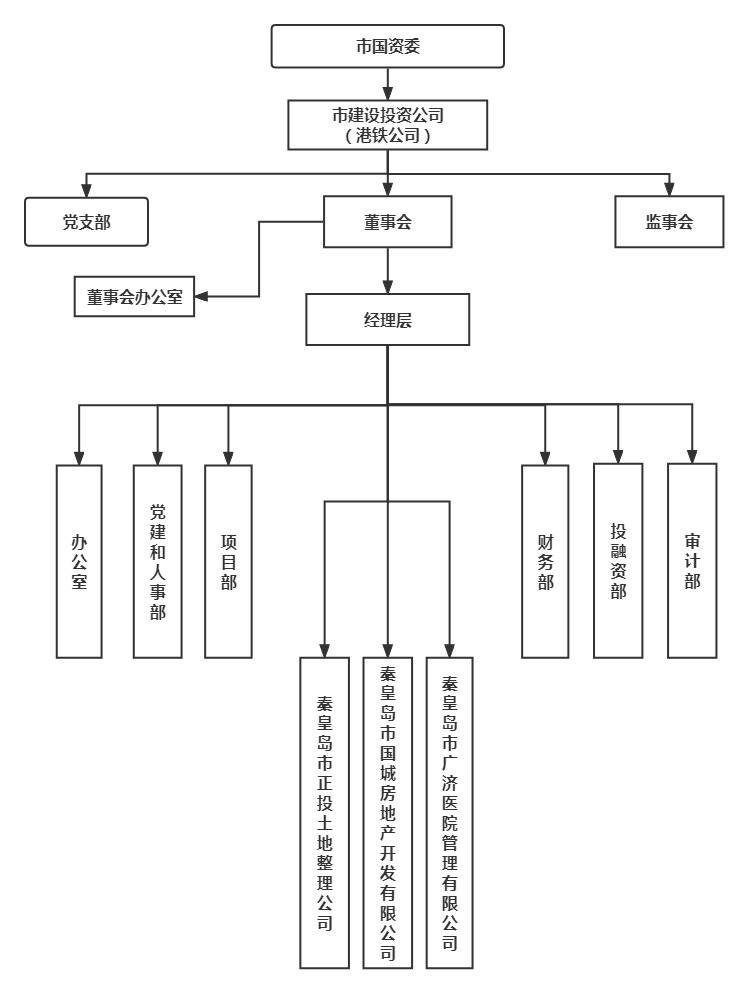 市国资委
市建设投资公司
（港铁公司）
党支部
董事会
监事会
董事会办公室
经理层
办公室
党建和人事部
项目部
财务部
投融资部
审计部
秦皇岛市正投土地整理公司
秦皇岛市国城房地产开发有限公司
秦皇岛市广济医院管理有限公司